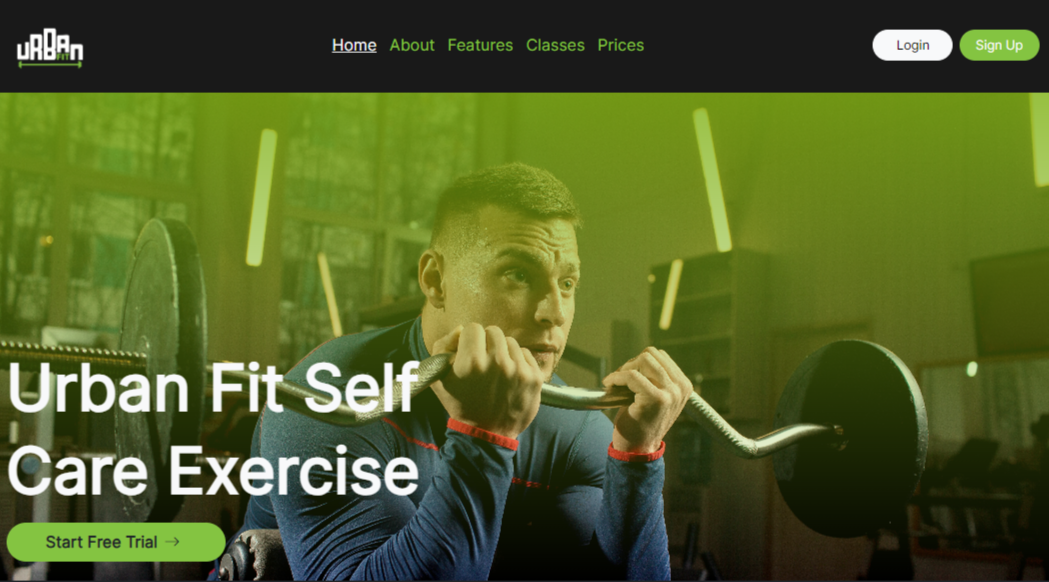 URBAN
FIT
Home About Features Classes Prices
Login
Sign Up
Urban Fit Self
Care Exercise
Start Free Trial →